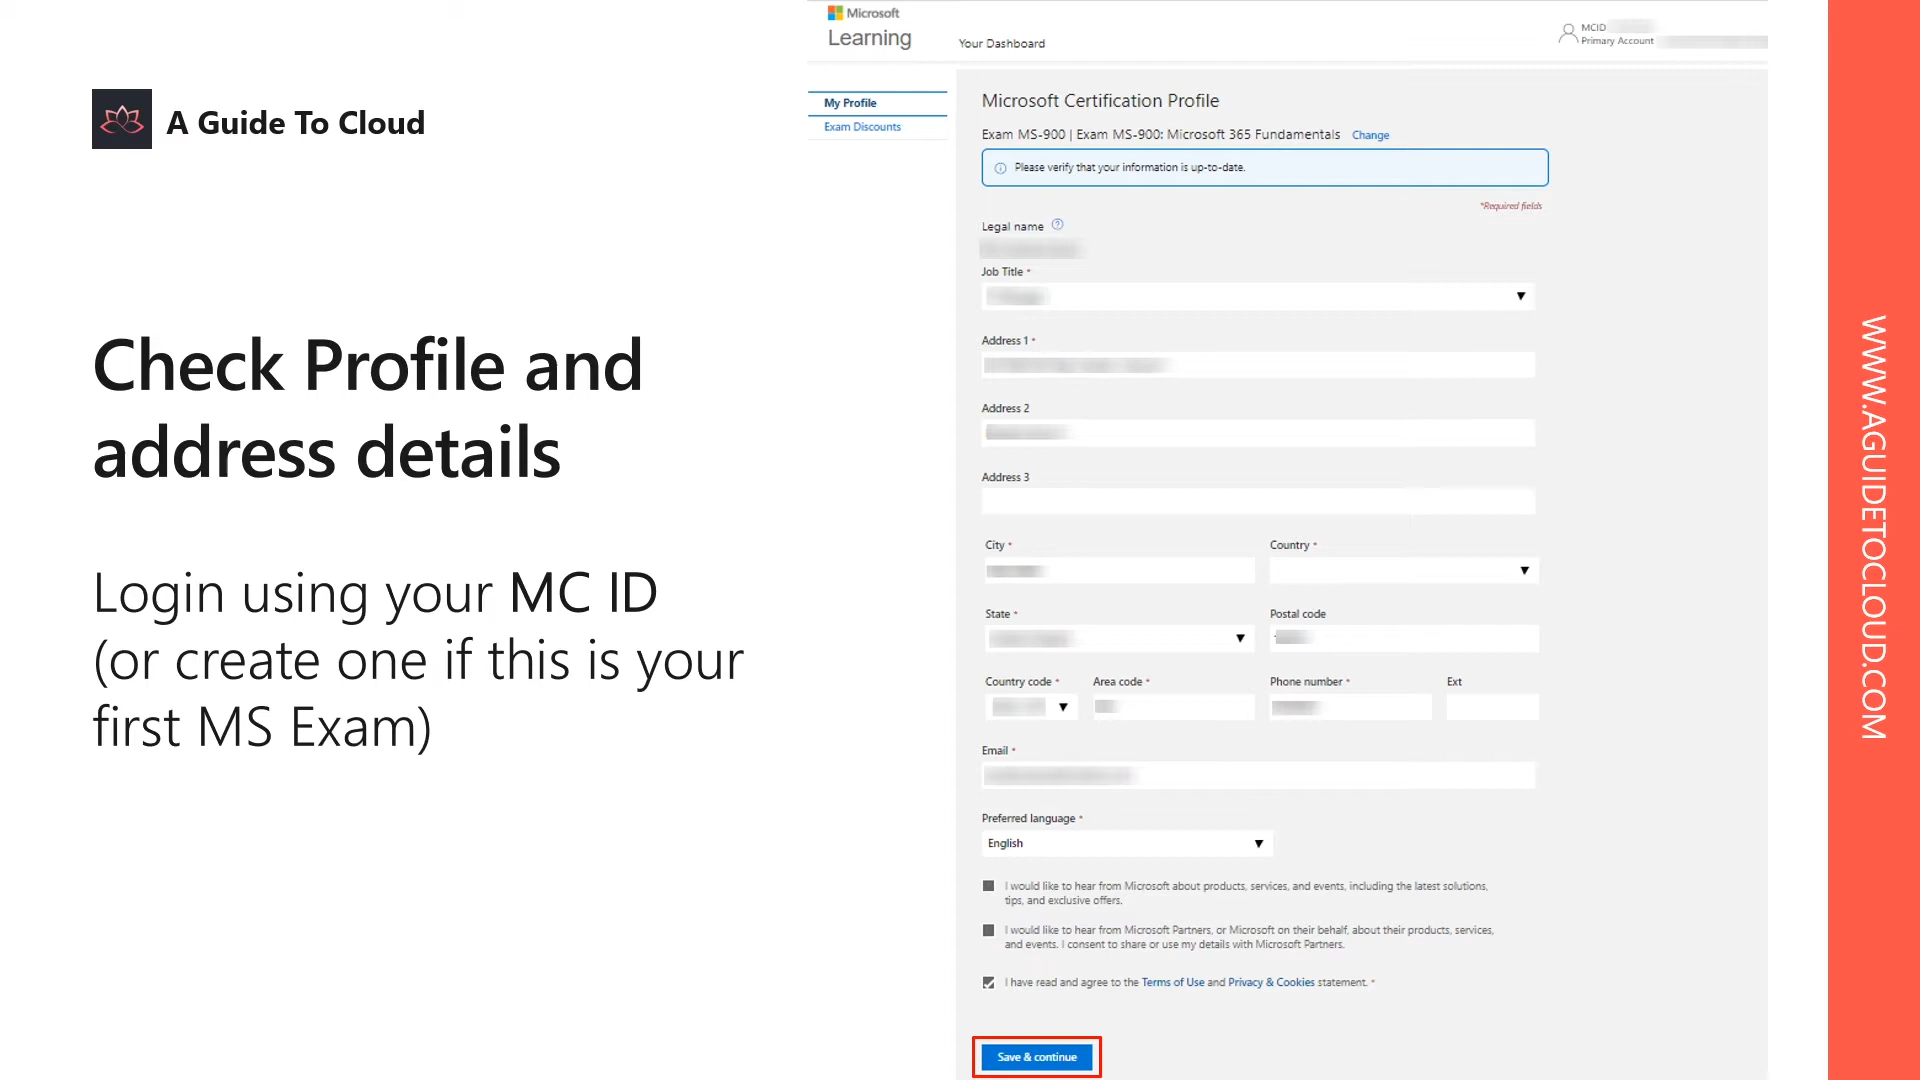 A Guide To Cloud
Check Profile and
address details
Login using your MC ID
(or create one if this is your
first MS Exam)
Microsoft
Learning
Your Dashboard
MCID
Primary Account
My Profile
Exam Discounts
Microsoft Certification Profile
Exam MS-900 | Exam MS-900: Microsoft 365 Fundamentals Change
Please verify that your information is up-to-date.
*Required fields
Legal name
Job Title *
Address 1 *
Address 2
Address 3
City * Country *
State * Postal code
Country code * Area code * Phone number * Ext
Email *
Preferred language *
English
I would like to hear from Microsoft about products, services, and events, including the latest solutions,
tips, and exclusive offers.
I would like to hear from Microsoft Partners, or Microsoft on their behalf, about their products, services,
and events. I consent to share or use my details with Microsoft Partners.
I have read and agree to the Terms of Use and Privacy & Cookies statement. *
Save & continue
WWW.AGUIDETOCLOUD.COM